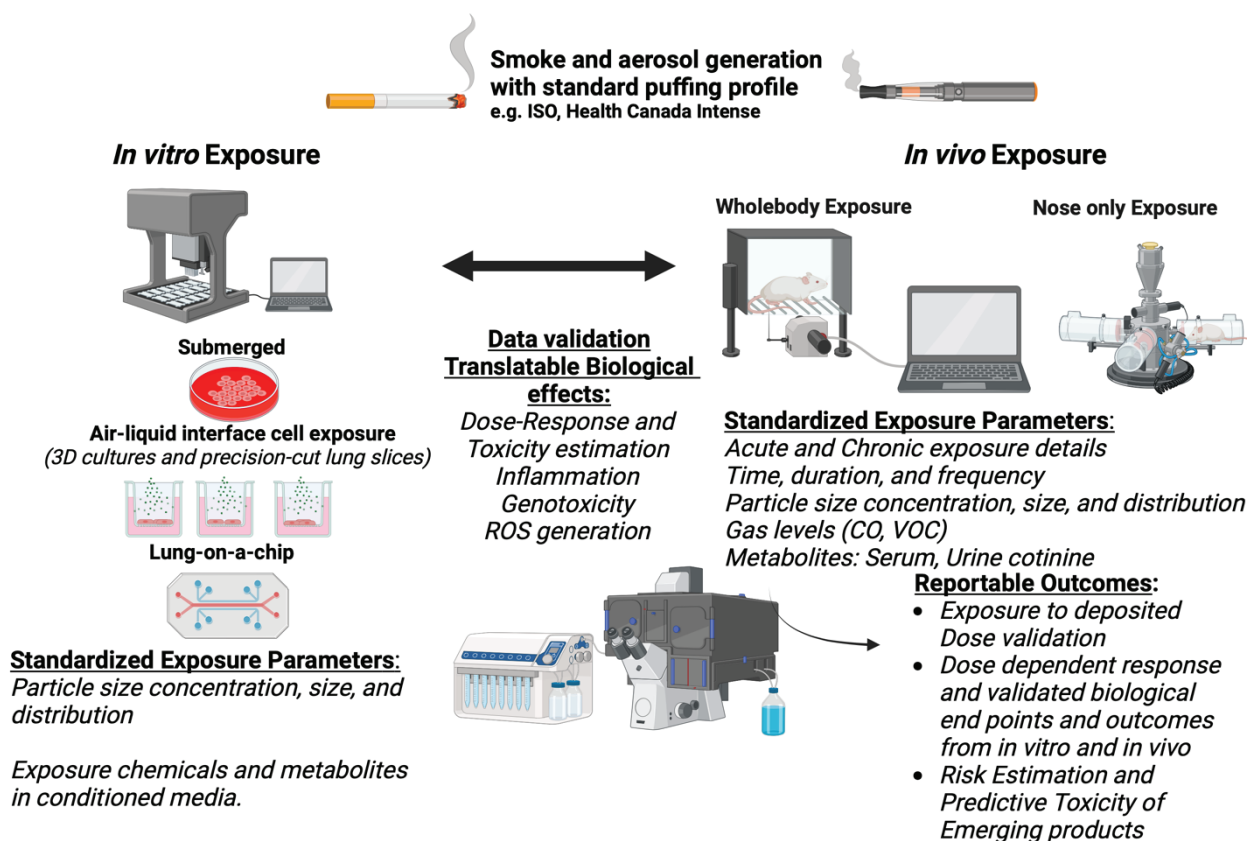 Smoke and aerosol generation
with standard puffing profile
e.g. ISO, Health Canada Intense
In vitro Exposure
Submerged
Air-liquid interface cell exposure
(3D cultures and precision-cut lung slices)
Lung-on-a-chip
Standardized Exposure Parameters:
Particle size concentration, size, and
distribution
Exposure chemicals and metabolites
in conditioned media.
Data validation
Translatable Biological
effects:
Dose-Response and
Toxicity estimation
Inflammation
Genotoxicity
ROS generation
In vivo Exposure
Wholebody Exposure
Nose only Exposure
Standardized Exposure Parameters:
Acute and Chronic exposure details
Time, duration, and frequency
Particle size concentration, size, and distribution
Gas levels (CO, VOC)
Metabolites: Serum, Urine cotinine
Reportable Outcomes:
• Exposure to deposited
Dose validation
• Dose dependent response
and validated biological
end points and outcomes
from in vitro and in vivo
• Risk Estimation and
Predictive Toxicity of
Emerging products